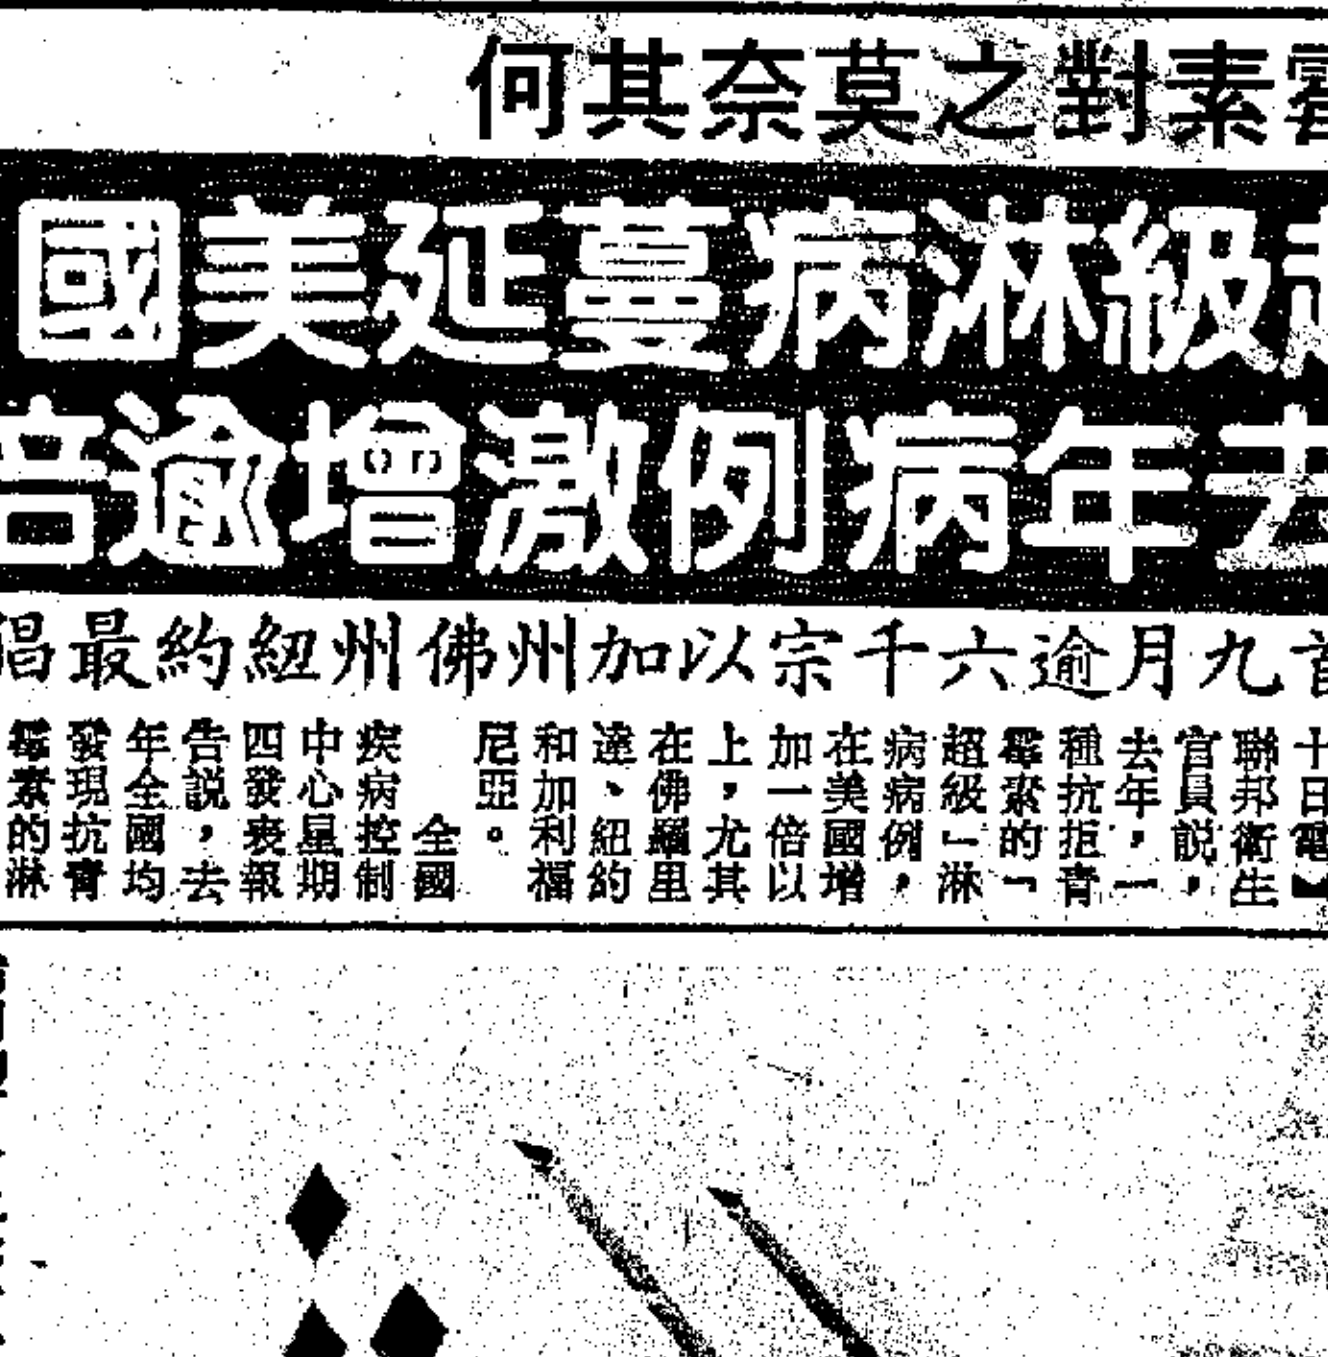 素對之莫奈其何
級淋病蔓延美國
去年病例激增逾倍
九月逾六千宗以加州佛州紐約最
十日電】
聯邦衛生
官員説，
去年，一
種抗拒青
霉素的「
超級」淋
病病例，
在美國增
加一倍以
上，尤其
在佛羅里
達、紐約
和加利福
尼亞。
全國
疾病控制
中心星期
四發表報
告説，去
年全國均
發現抗青
霉素的淋